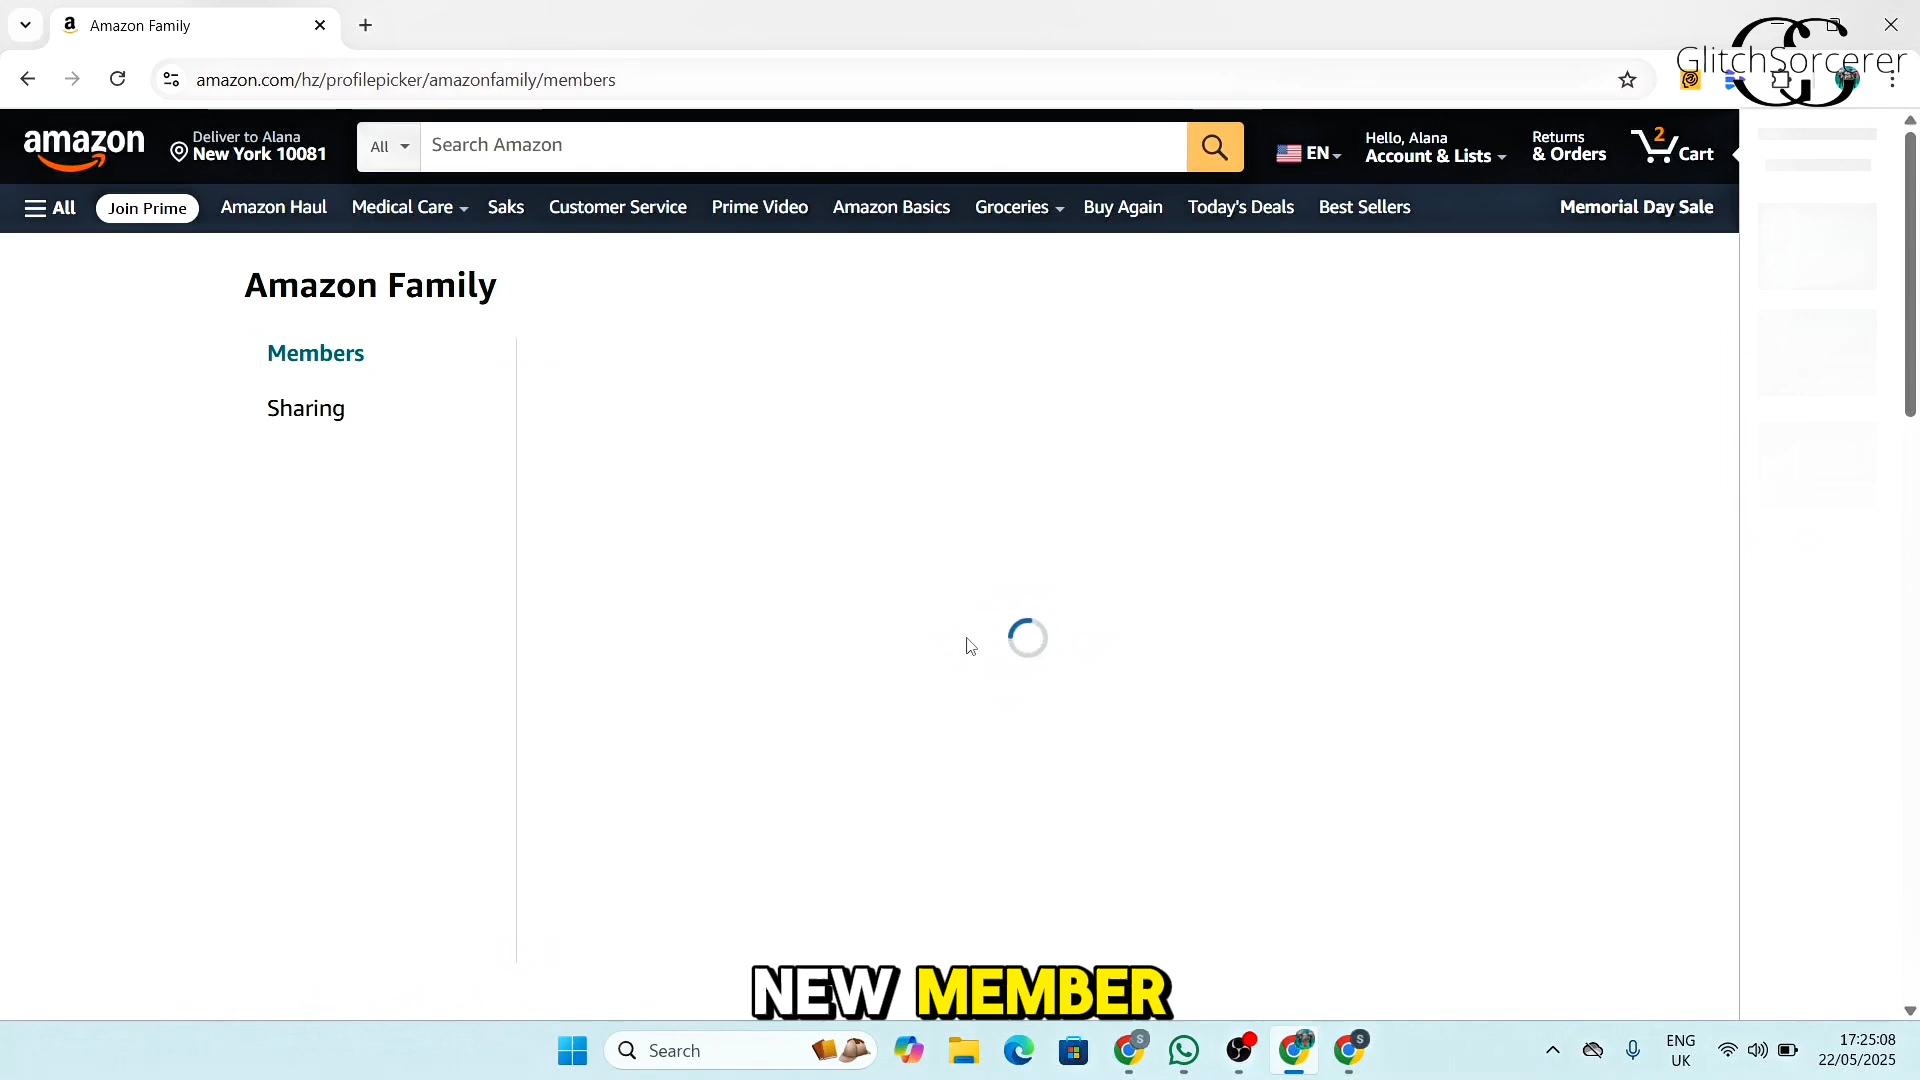 Amazon Family
amazon.com/hz/profilepicker/amazonfamily/members
GlitchSorcerer
amazon
Deliver to Alana
New York 10081
All
Search Amazon
EN
Hello, Alana
Account & Lists
Returns
& Orders
2
Cart
All
Join Prime
Amazon Haul
Medical Care
Saks
Customer Service
Prime Video
Amazon Basics
Groceries
Buy Again
Today's Deals
Best Sellers
Memorial Day Sale
Amazon Family
Members
Sharing
NEW MEMBER
Search
ENG
UK
17:25:08
22/05/2025